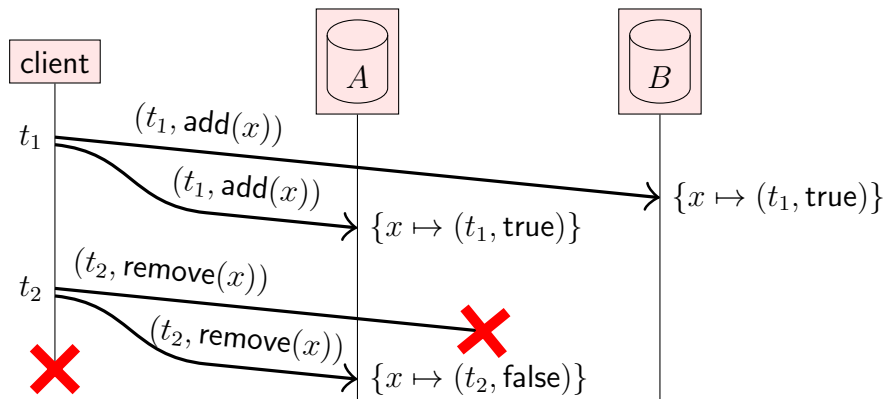 client
A
B
t₁
(t₁, add(x))
(t₁, add(x))
{x ↦ (t₁, true)}
{x ↦ (t₁, true)}
t₂
(t₂, remove(x))
(t₂, remove(x))
{x ↦ (t₂, false)}